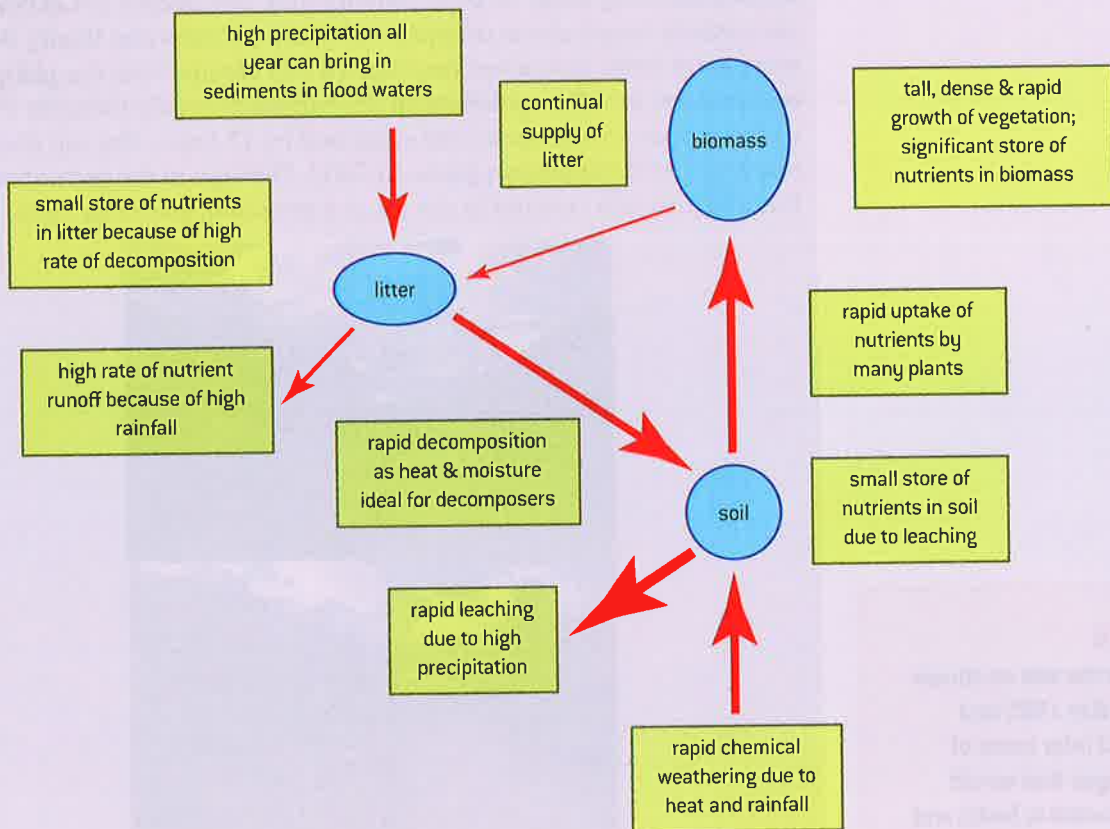 high precipitation all
year can bring in
sediments in flood waters
continual
supply of
litter
biomass
tall, dense & rapid
growth of vegetation;
significant store of
nutrients in biomass
small store of nutrients
in litter because of high
rate of decomposition
litter
rapid uptake of
nutrients by
many plants
high rate of nutrient
runoff because of high
rainfall
rapid decomposition
as heat & moisture
ideal for decomposers
soil
small store of
nutrients in soil
due to leaching
rapid leaching
due to high
precipitation
rapid chemical
weathering due to
heat and rainfall